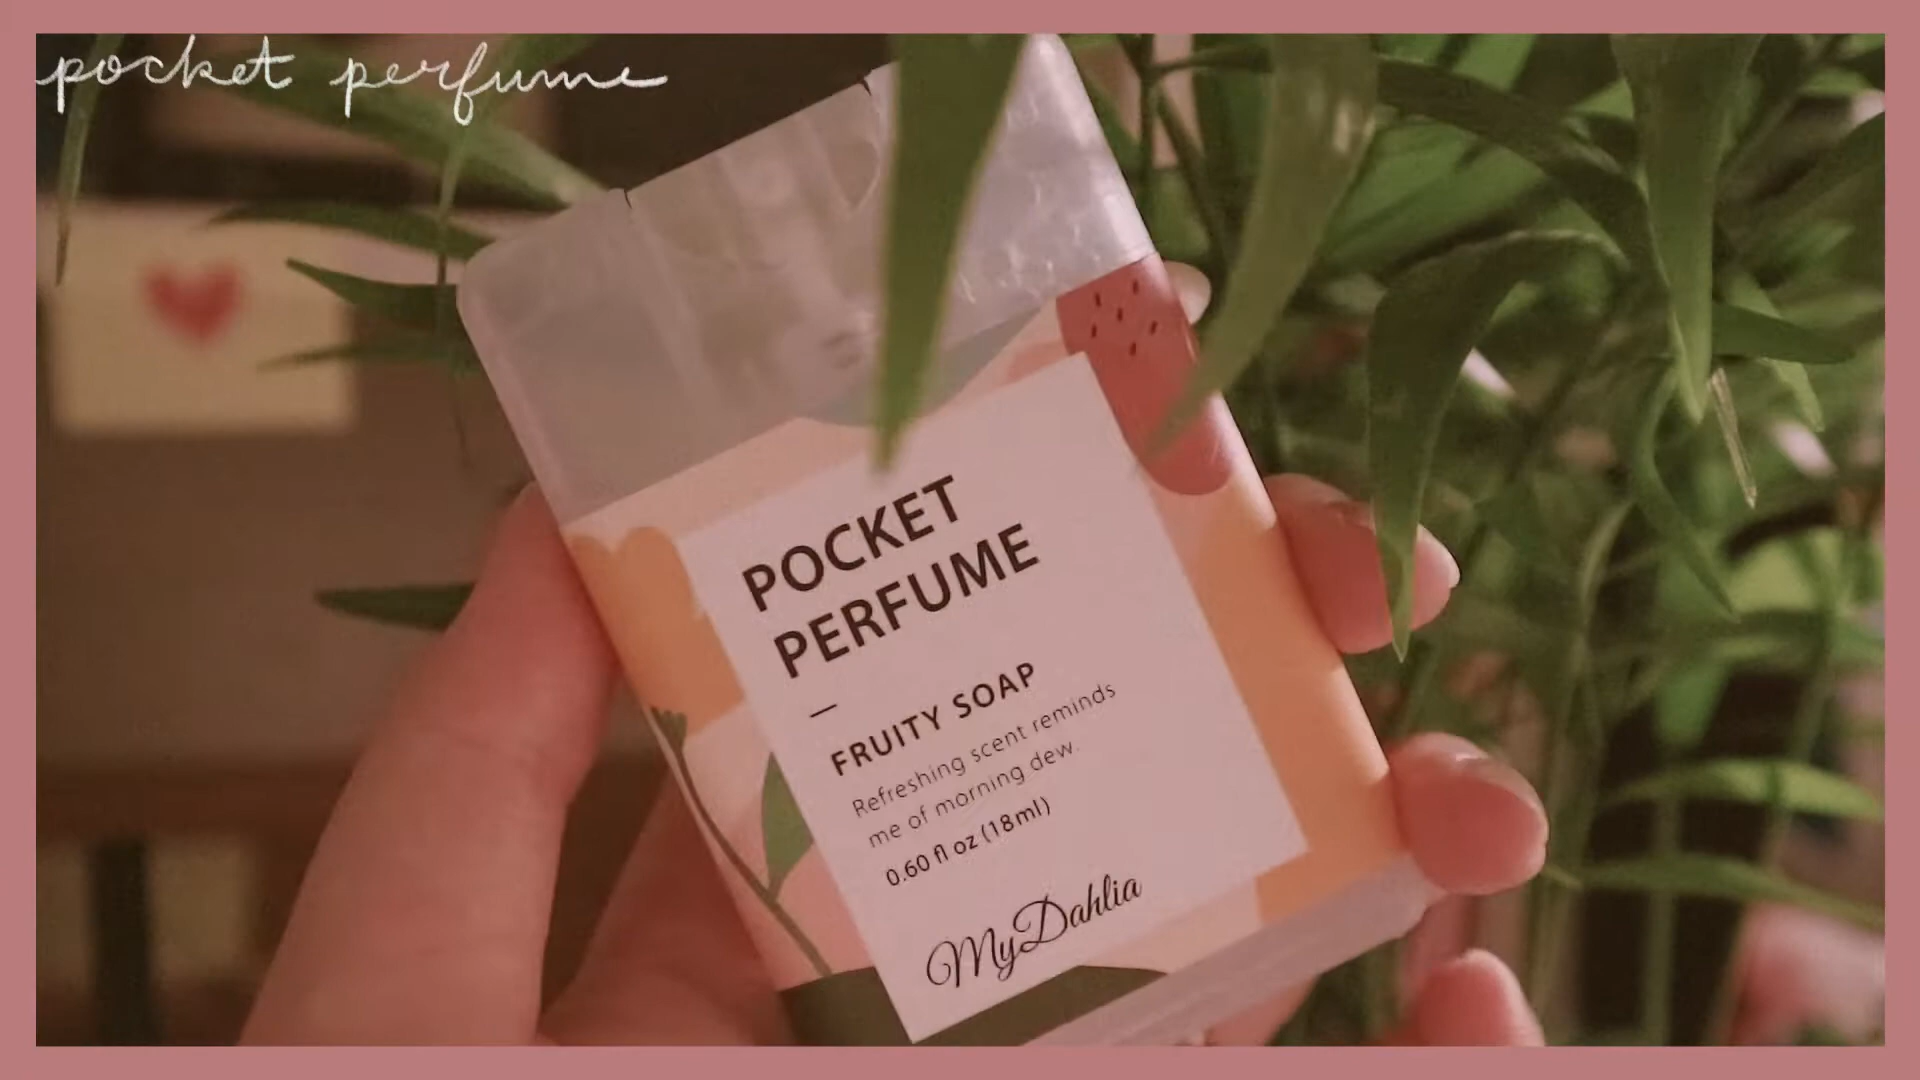 pocket perfume
POCKET
PERFUME
—
FRUITY SOAP
Refreshing scent reminds
me of morning dew.
0.60 fl oz (18ml)
MyDahlia